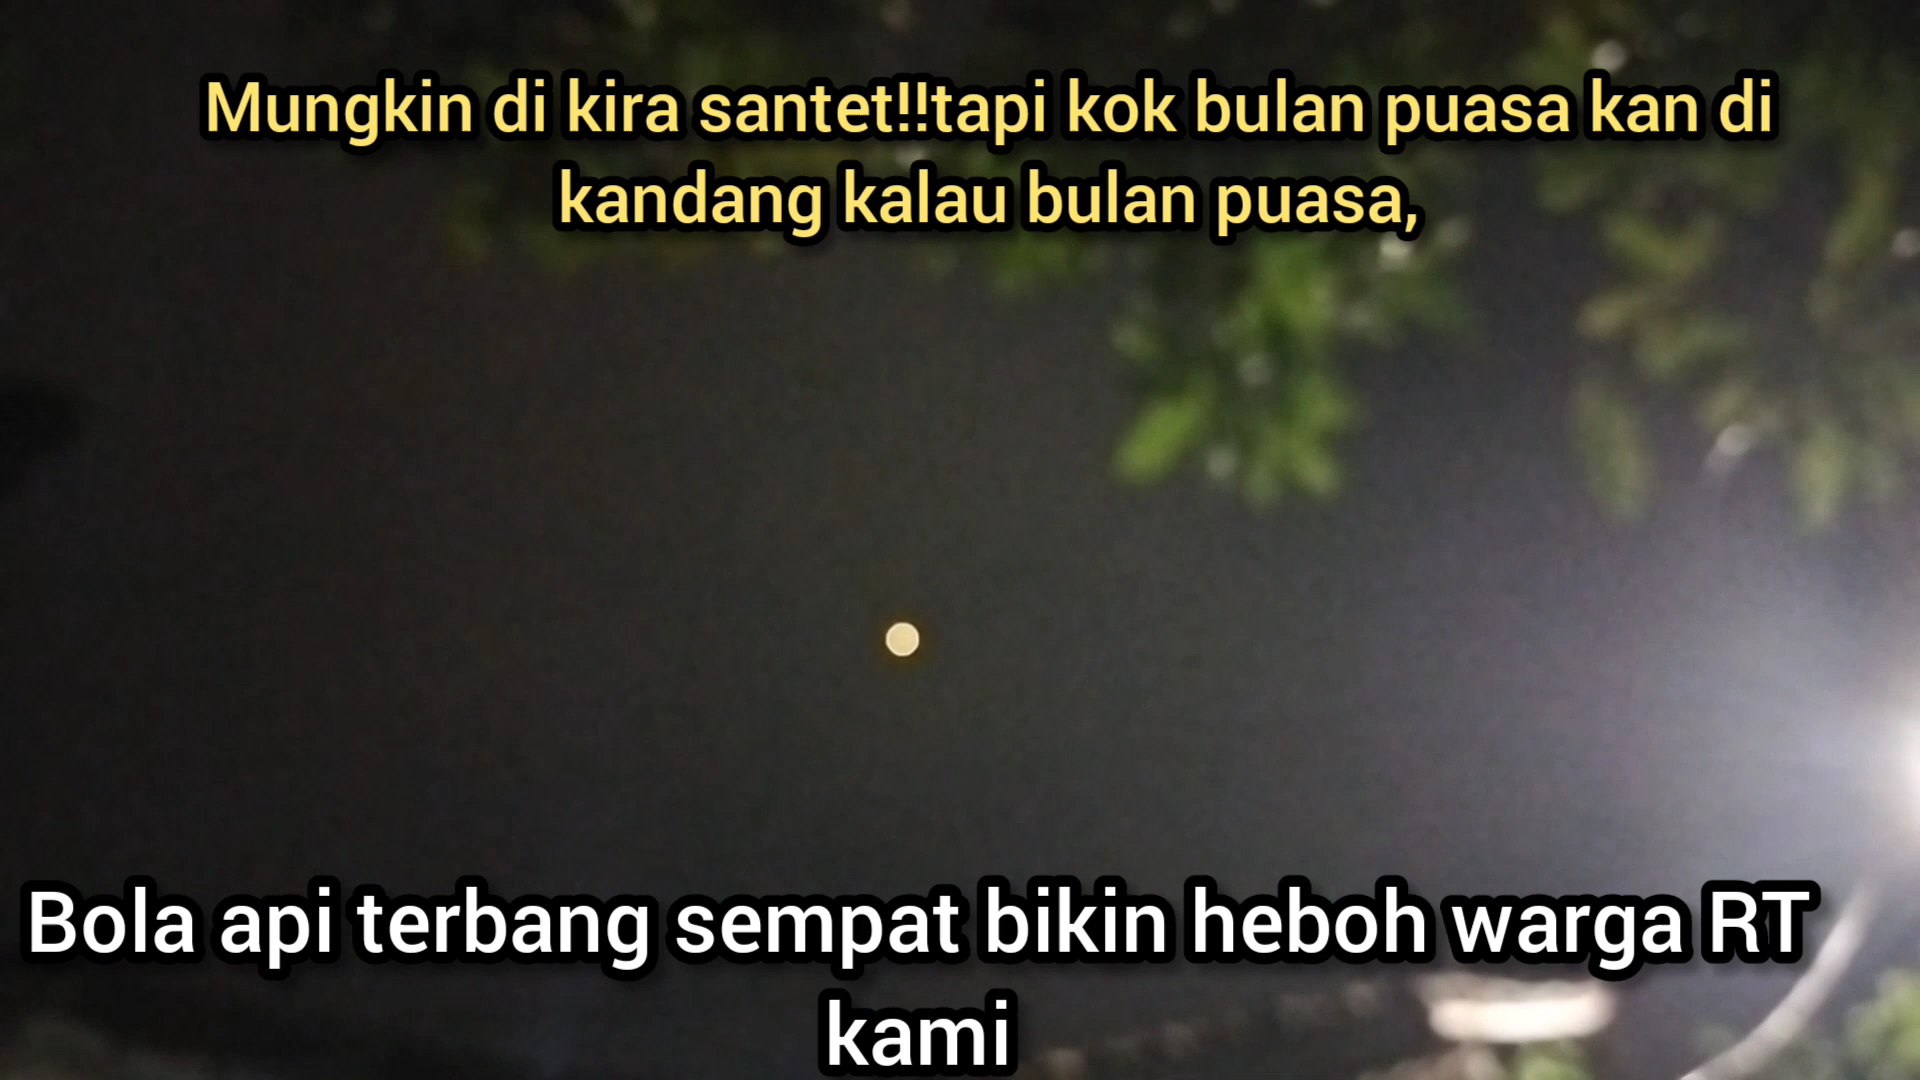 Mungkin di kira santet!!tapi kok bulan puasa kan di
kandang kalau bulan puasa,
Bola api terbang sempat bikin heboh warga RT
kami